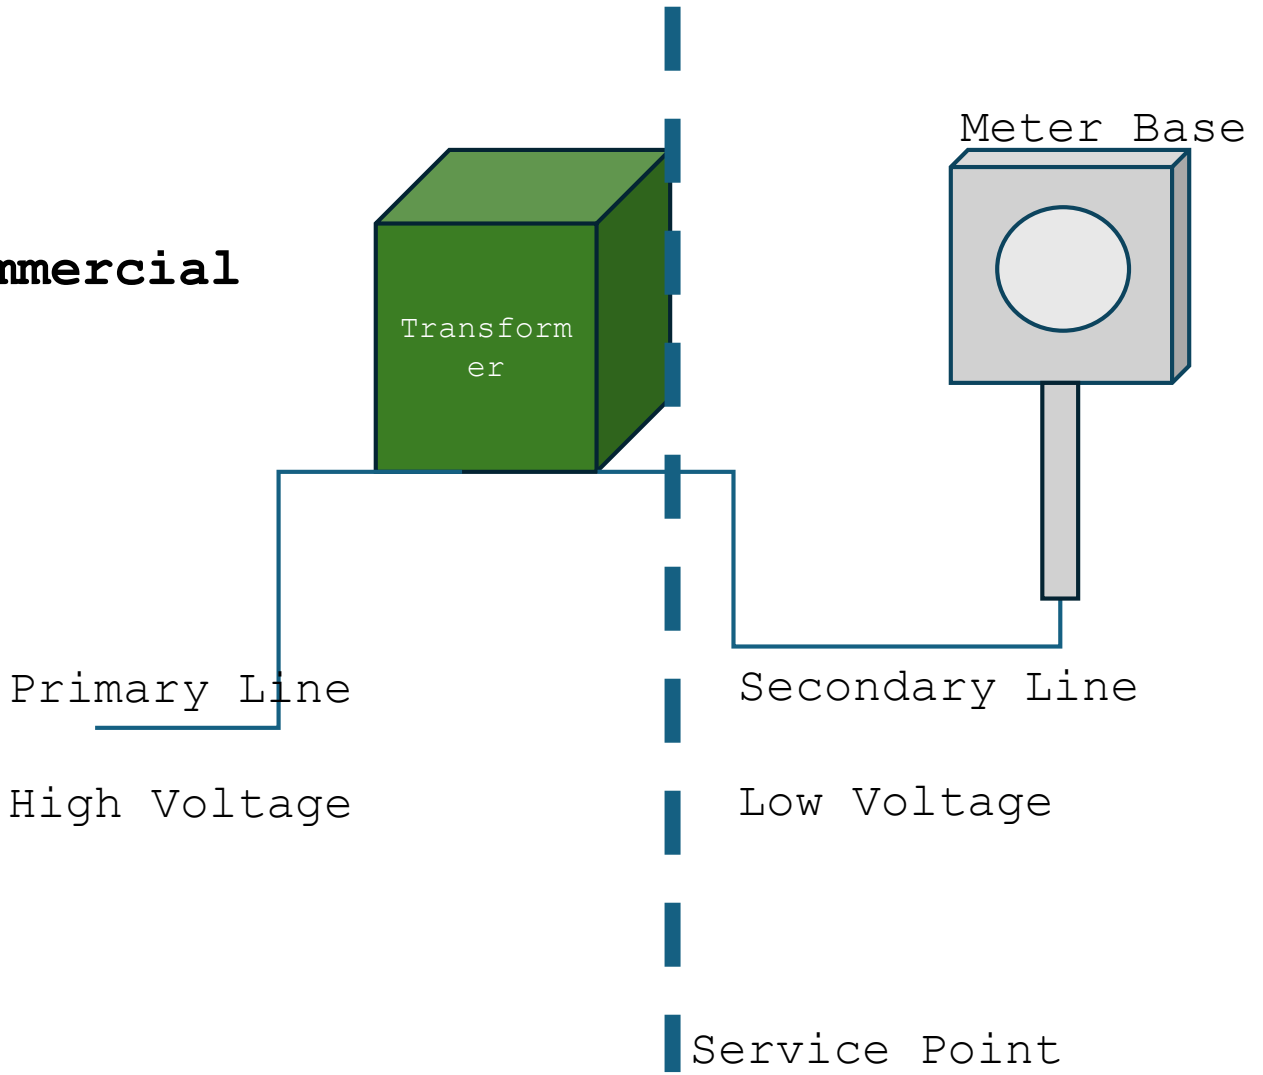 Meter Base
mmercial
Transform
er
Primary Line
Secondary Line
High Voltage
Low Voltage
Service Point